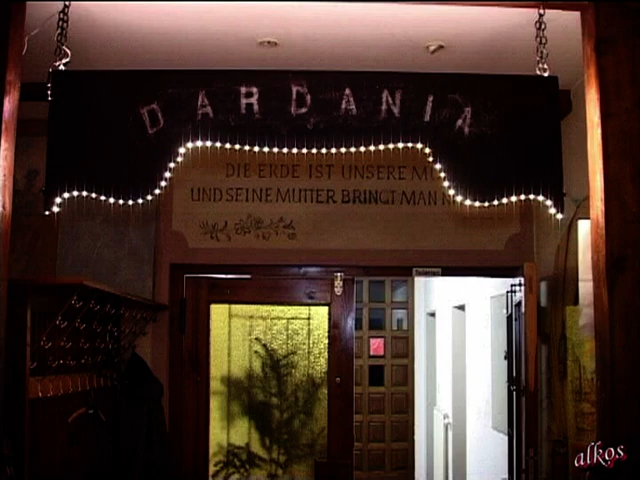 DARDANIA
DIE ERDE IST UNSERE MU
UND SEINE MUTTER BRINGT MAN N
alkos